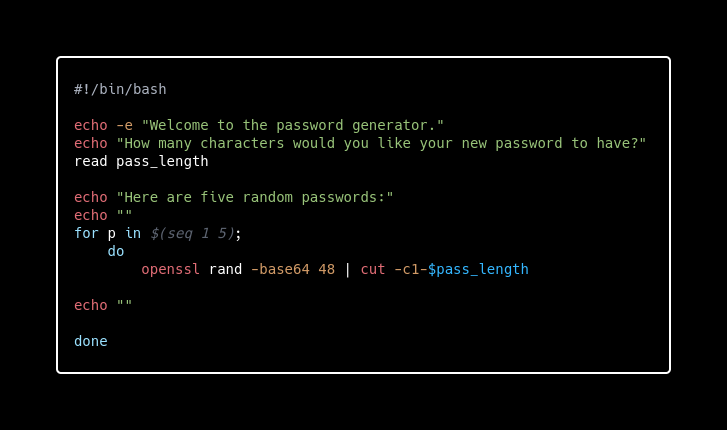 #!/bin/bash
echo -e "Welcome to the password generator."
echo "How many characters would you like your new password to have?"
read pass_length
echo "Here are five random passwords:"
echo ""
for p in $(seq 1 5);
do
openssl rand -base64 48 | cut -c1-$pass_length
echo ""
done